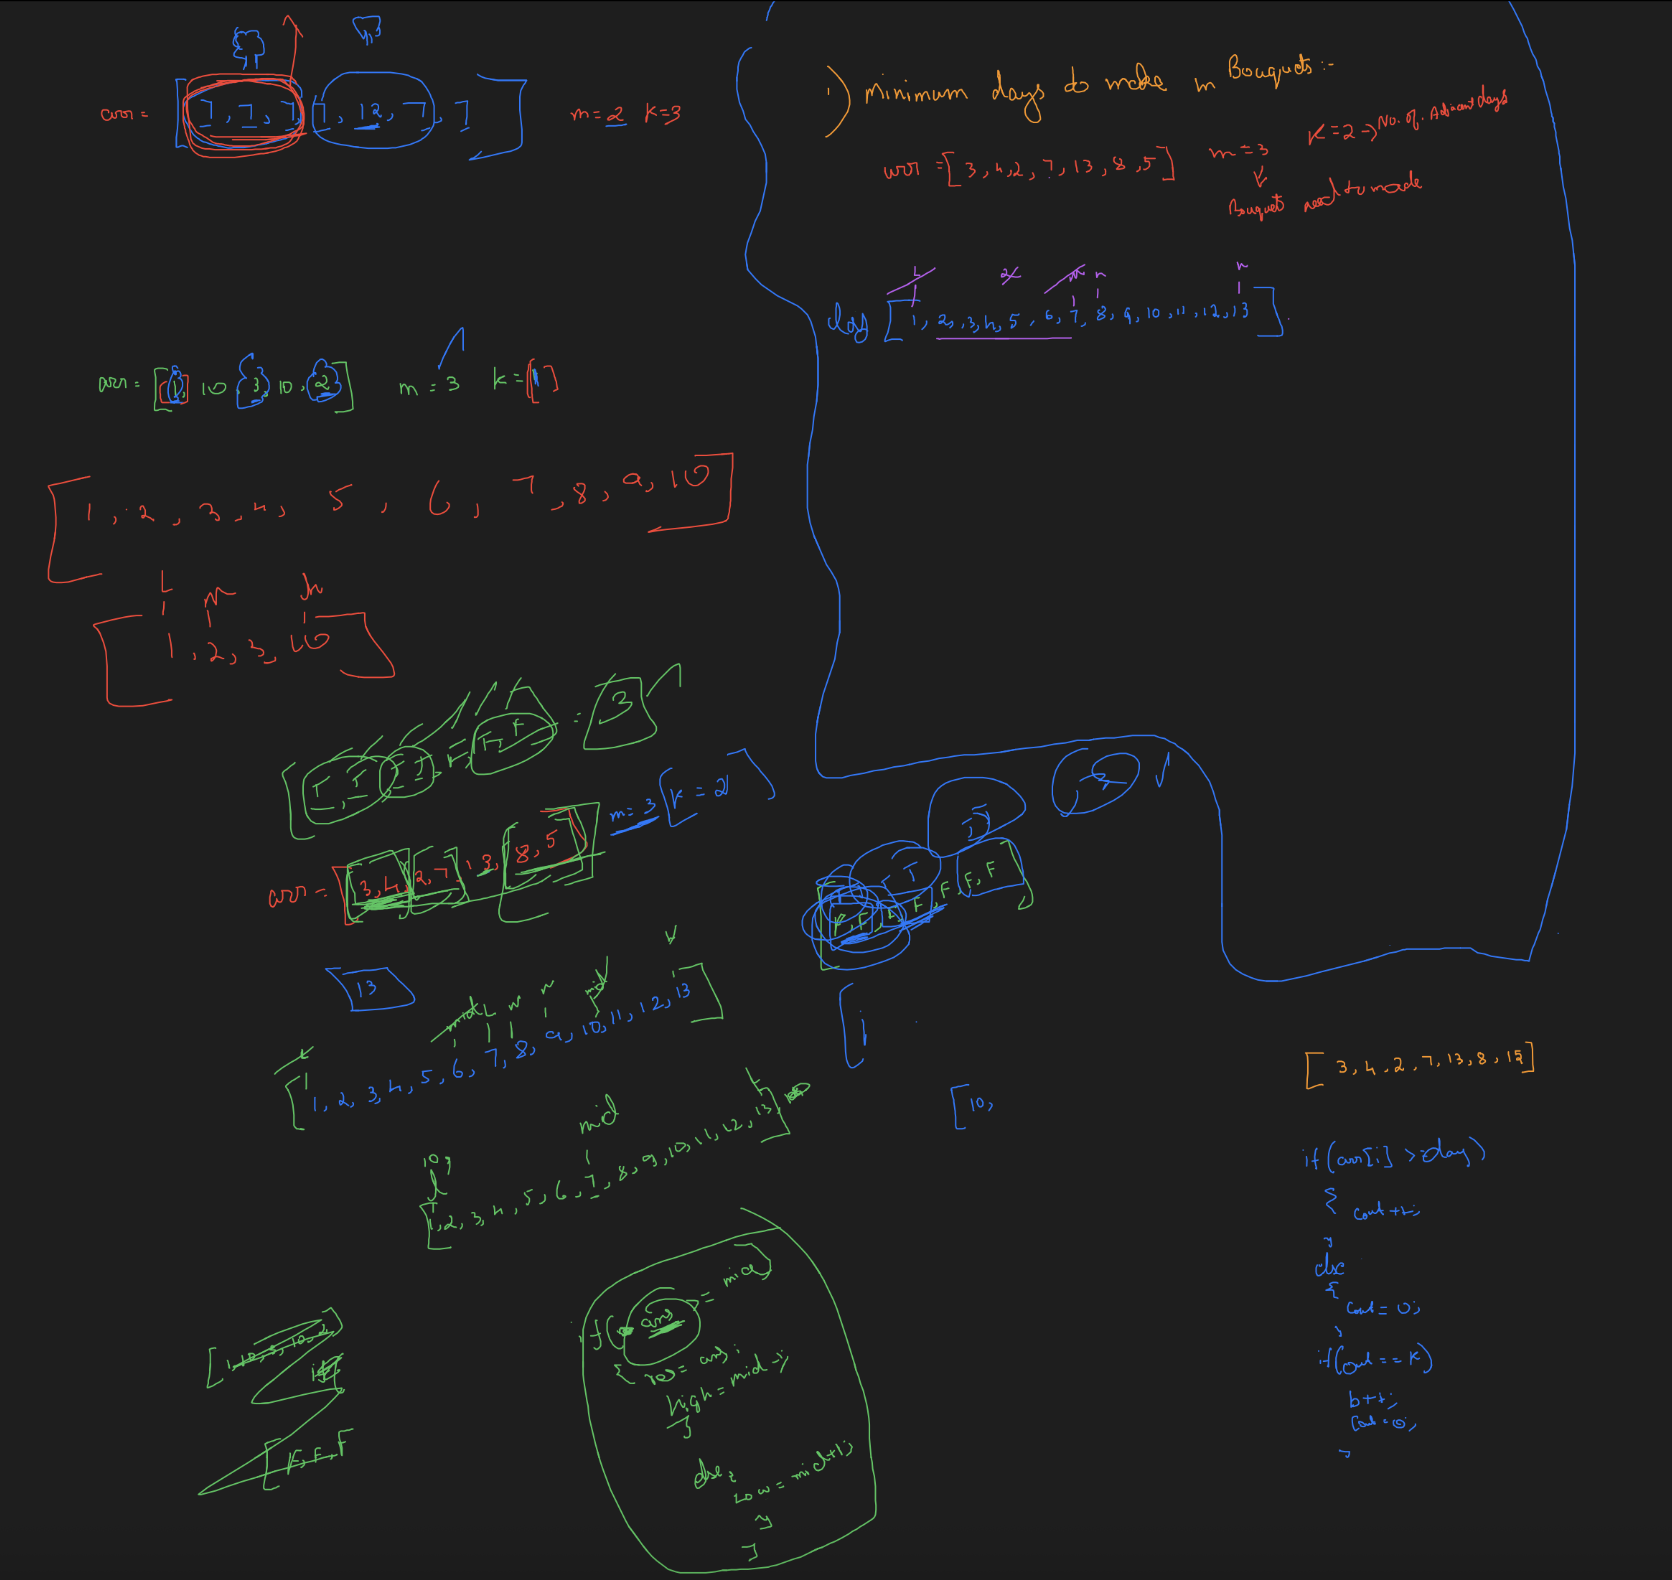 arr = [ 7, 7, 7, 7, 12, 7, 7 ] m=2 k=3
1) minimum days to make m Bouquets :-
arr = [ 3, 4, 2, 7, 13, 8, 5 ] m=3 K=2 → No. of. Adjacant days
Bouquets need to made
day [ 1, 2, 3, 4, 5, 6, 7, 8, 9, 10, 11, 12, 13 ]
arr = [ 1, 10, 3, 10, 2 ] m = 3 k = 1
[ 1, 2, 3, 4, 5, 6, 7, 8, 9, 10 ]
L m h
[ 1, 2, 3, 10 ]
= 3
arr = [ 3, 4, 2, 7, 13, 8, 5 ] m=3 [ k = 2 ]
F, F, F
13
mid L m n mid
[ 1, 2, 3, 4, 5, 6, 7, 8, 9, 10, 11, 12, 13 ]
mid
[ 1, 2, 3, 4, 5, 6, 7, 8, 9, 10, 11, 12, 13,
[ 10,
[ 3, 4, 2, 7, 13, 8, 15 ]
if(arr[i] >= day)
{
cout++;
}
else
{
cout = 0;
}
if(cout == K)
b++;
cout = 0;
}
if( ans >= mid)
{ res = ans;
high = mid-1;
}
else {
Low = mid+1;
}
}
[ F, F, F